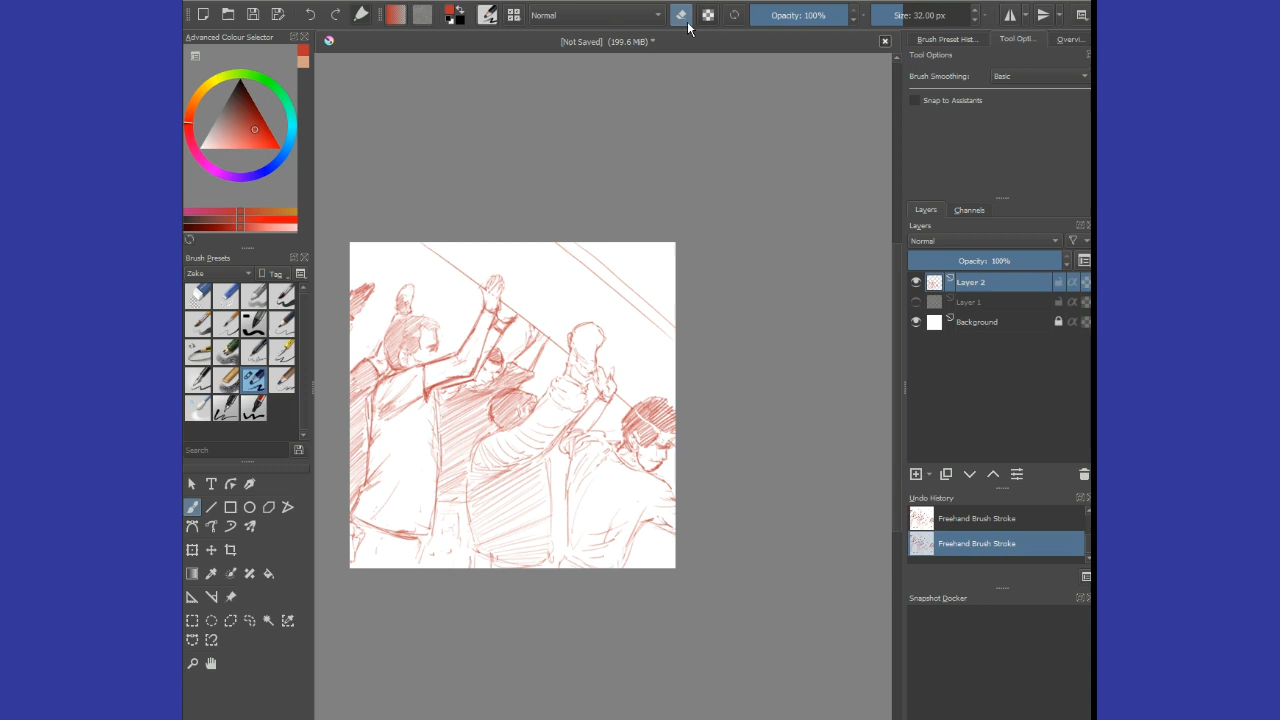 Normal
Opacity: 100%
Size: 32.00 px
Advanced Colour Selector
[Not Saved] (199.6 MiB) *
Brush Preset Hist...
Tool Opti...
Overvi...
Tool Options
Brush Smoothing:
Basic
Snap to Assistants
Layers
Channels
Layers
Normal
Opacity: 100%
Layer 2
Layer 1
Background
Brush Presets
Zeke
Tag
Search
Undo History
Freehand Brush Stroke
Freehand Brush Stroke
Snapshot Docker